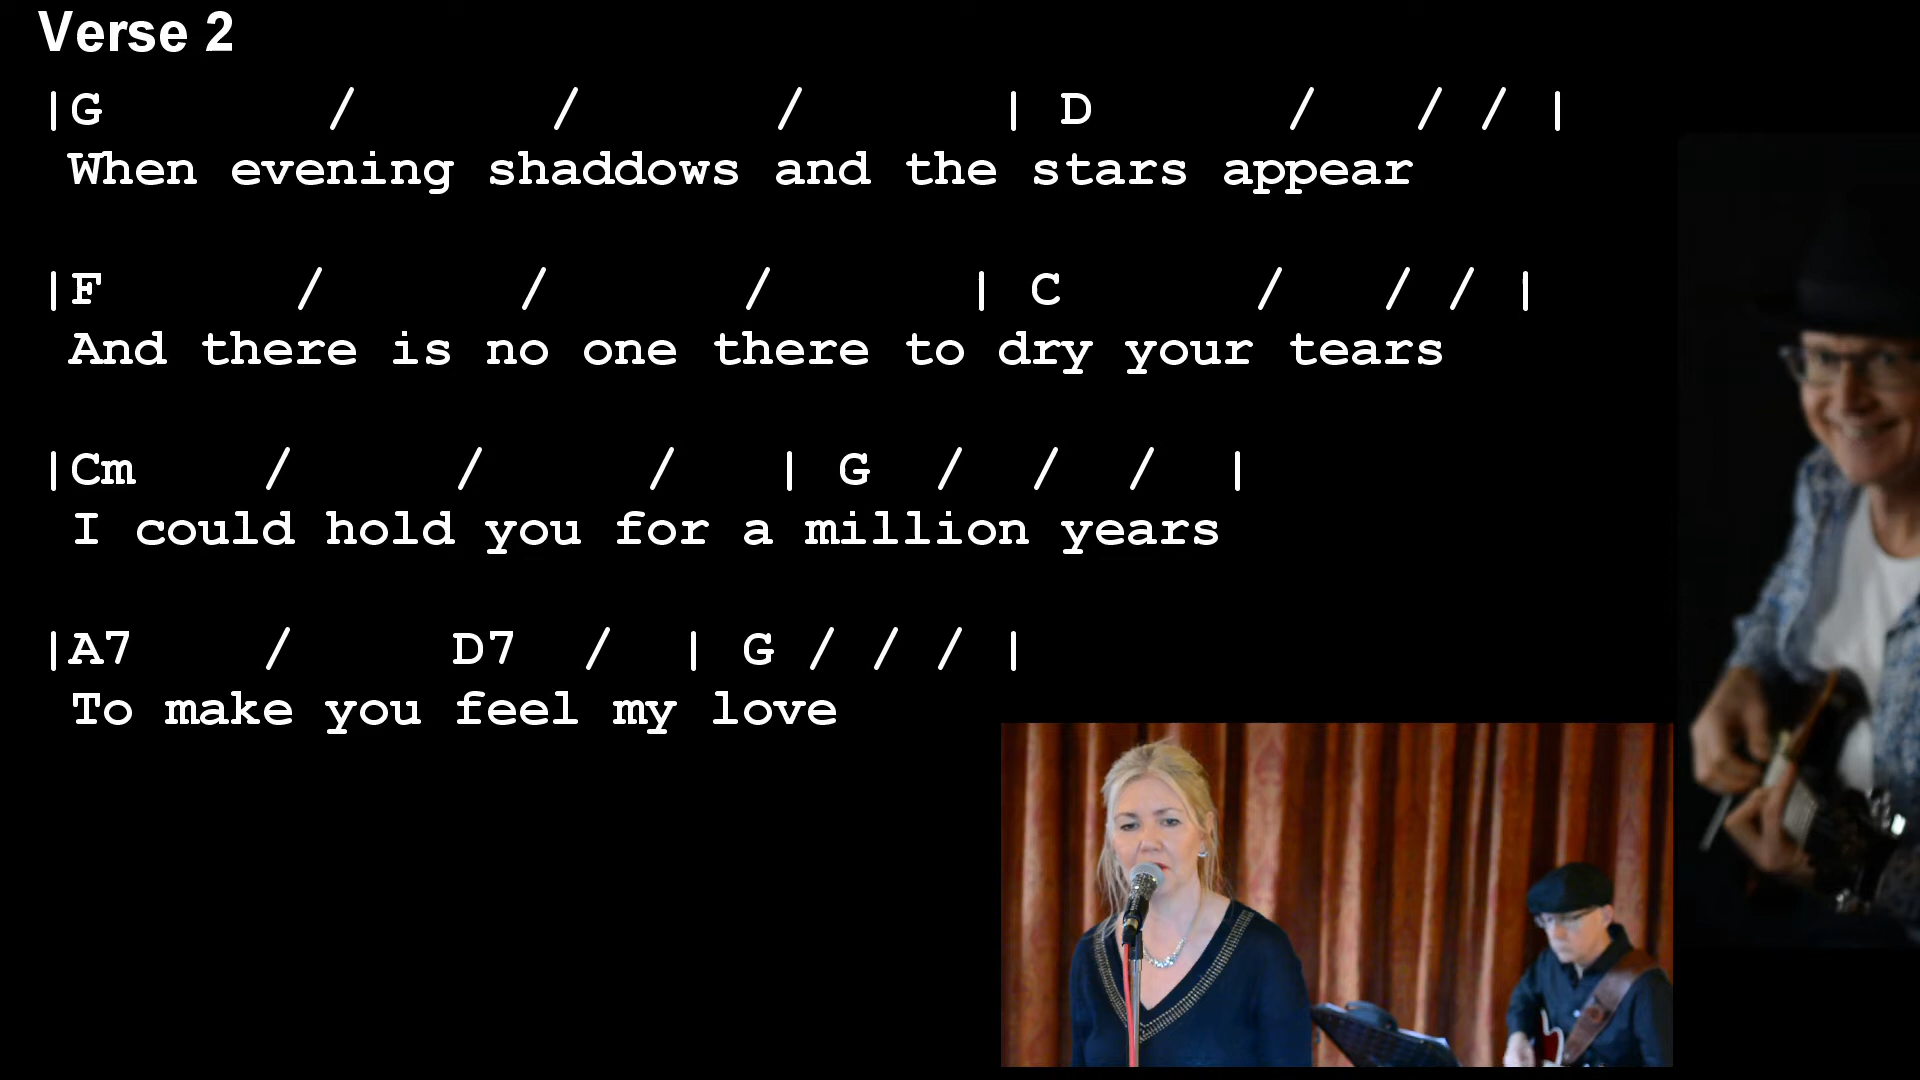 Verse 2
|G / / / | D / / / |
When evening shaddows and the stars appear
|F / / / | C / / / |
And there is no one there to dry your tears
|Cm / / / | G / / / |
I could hold you for a million years
|A7 / D7 / | G / / / |
To make you feel my love